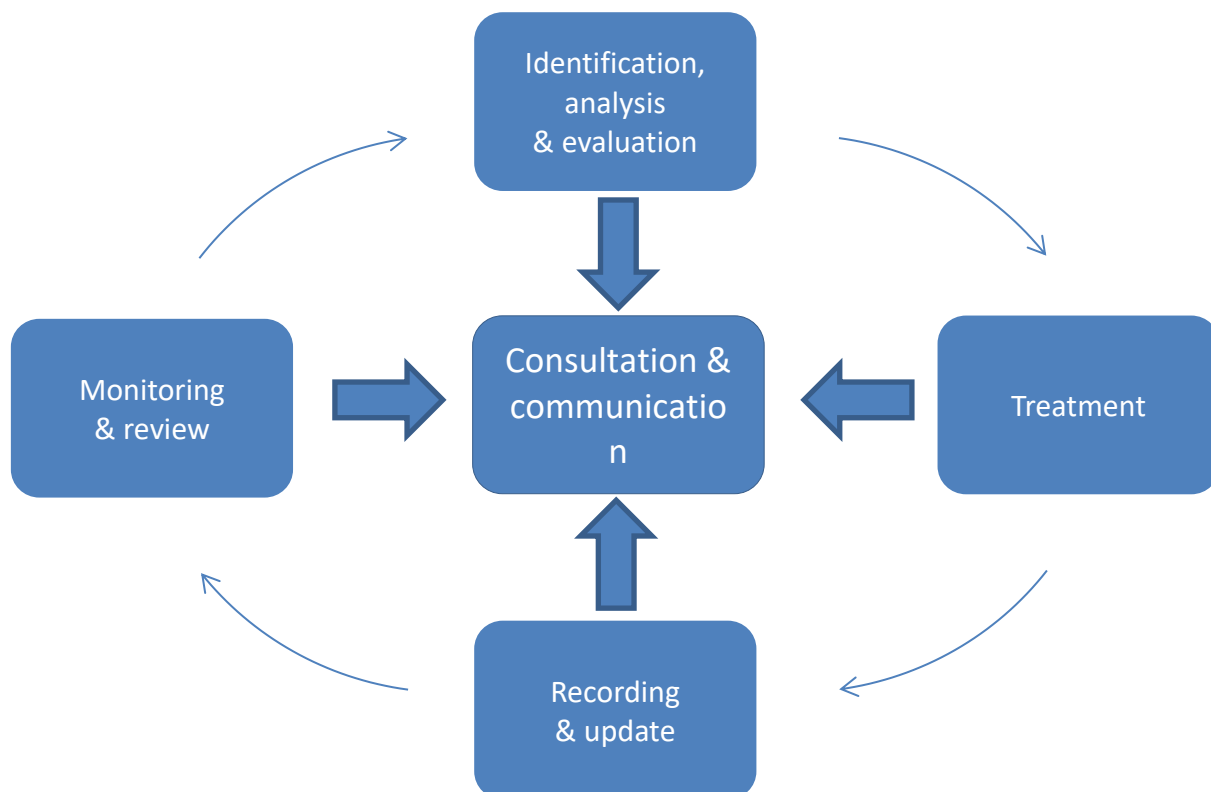 Identification,
analysis
& evaluation
Consultation &
communicatio
n
Monitoring
& review
Treatment
Recording
& update